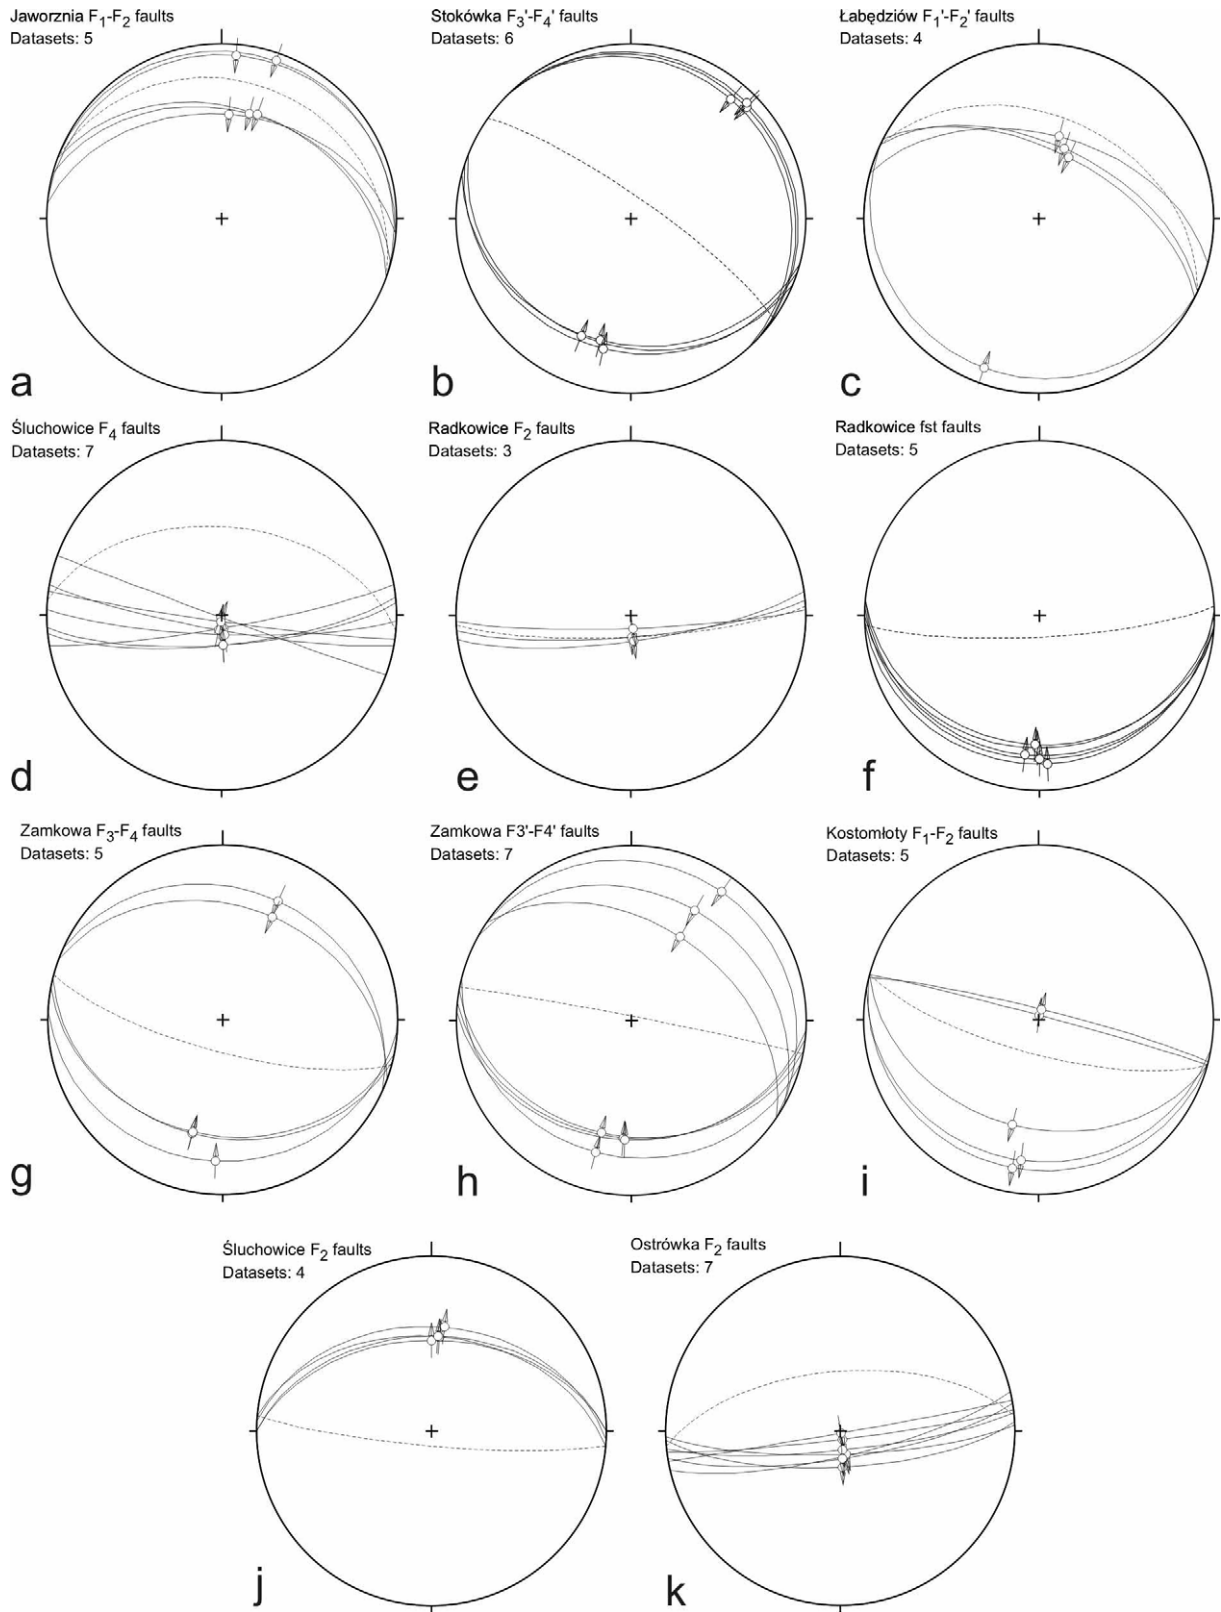 Jaworznia F₁-F₂ faults
Datasets: 5
a
Stokówka F₃'-F₄' faults
Datasets: 6
b
Łabędziów F₁'-F₂' faults
Datasets: 4
c
Śluchowice F₄ faults
Datasets: 7
d
Radkowice F₂ faults
Datasets: 3
e
Radkowice fst faults
Datasets: 5
f
Zamkowa F₃-F₄ faults
Datasets: 5
g
Zamkowa F3'-F4' faults
Datasets: 7
h
Kostomłoty F₁-F₂ faults
Datasets: 5
i
Śluchowice F₂ faults
Datasets: 4
j
Ostrówka F₂ faults
Datasets: 7
k